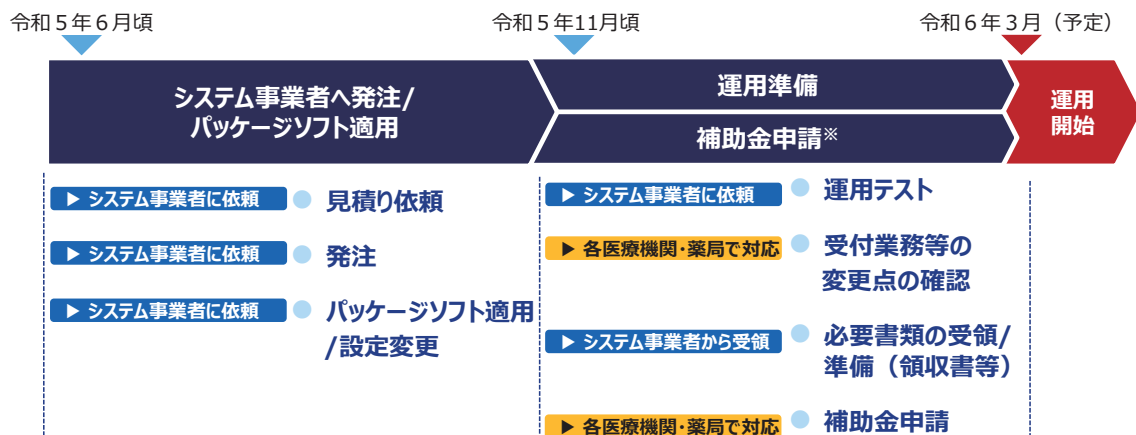 令和５年６月頃
令和５年11月頃
令和６年３月（予定）
システム事業者へ発注/
パッケージソフト適用
運用準備
補助金申請※
運用
開始
▶ システム事業者に依頼 見積り依頼
▶ システム事業者に依頼 発注
▶ システム事業者に依頼 パッケージソフト適用
/設定変更
▶ システム事業者に依頼 運用テスト
▶ 各医療機関・薬局で対応 受付業務等の
変更点の確認
▶ システム事業者から受領 必要書類の受領/
準備（領収書等）
▶ 各医療機関・薬局で対応 補助金申請